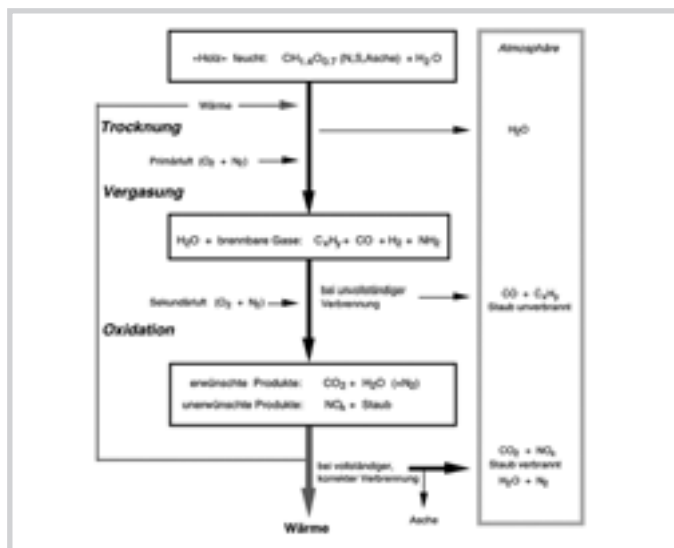 «Holz» feucht: CH1,4O0,7 (N,S,Asche) + H2O
Atmosphäre
Wärme
Trocknung
H2O
Primärluft (O2 + N2)
Vergasung
H2O + brennbare Gase: CxHy + CO + H2 + NHi
bei unvollständiger
Verbrennung
Sekundärluft (O2 + N2)
CO + CxHy
Staub unverbrannt
Oxidation
erwünschte Produkte: CO2 + H2O (+N2)
unerwünschte Produkte: NOx + Staub
bei vollständiger,
korrekter Verbrennung
CO2 + NOx
Staub verbrannt
H2O + N2
Asche
Wärme